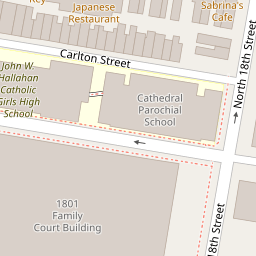 Key
Japanese
Restaurant
Sabrina's
Cafe
Carlton Street
North 18th Street
John W.
Hallahan
Catholic
Girls High
School
Cathedral
Parochial
School
1801
Family
Court Building
18th Street